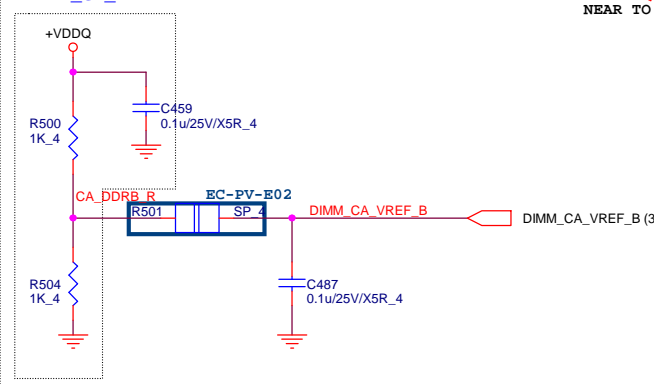 NEAR TO
+VDDQ
C459
0.1u/25V/X5R_4
R500
1K_4
CA_DDRB_R
EC-PV-E02
R501
SP_4
DIMM_CA_VREF_B
DIMM_CA_VREF_B (3
R504
1K_4
C487
0.1u/25V/X5R_4